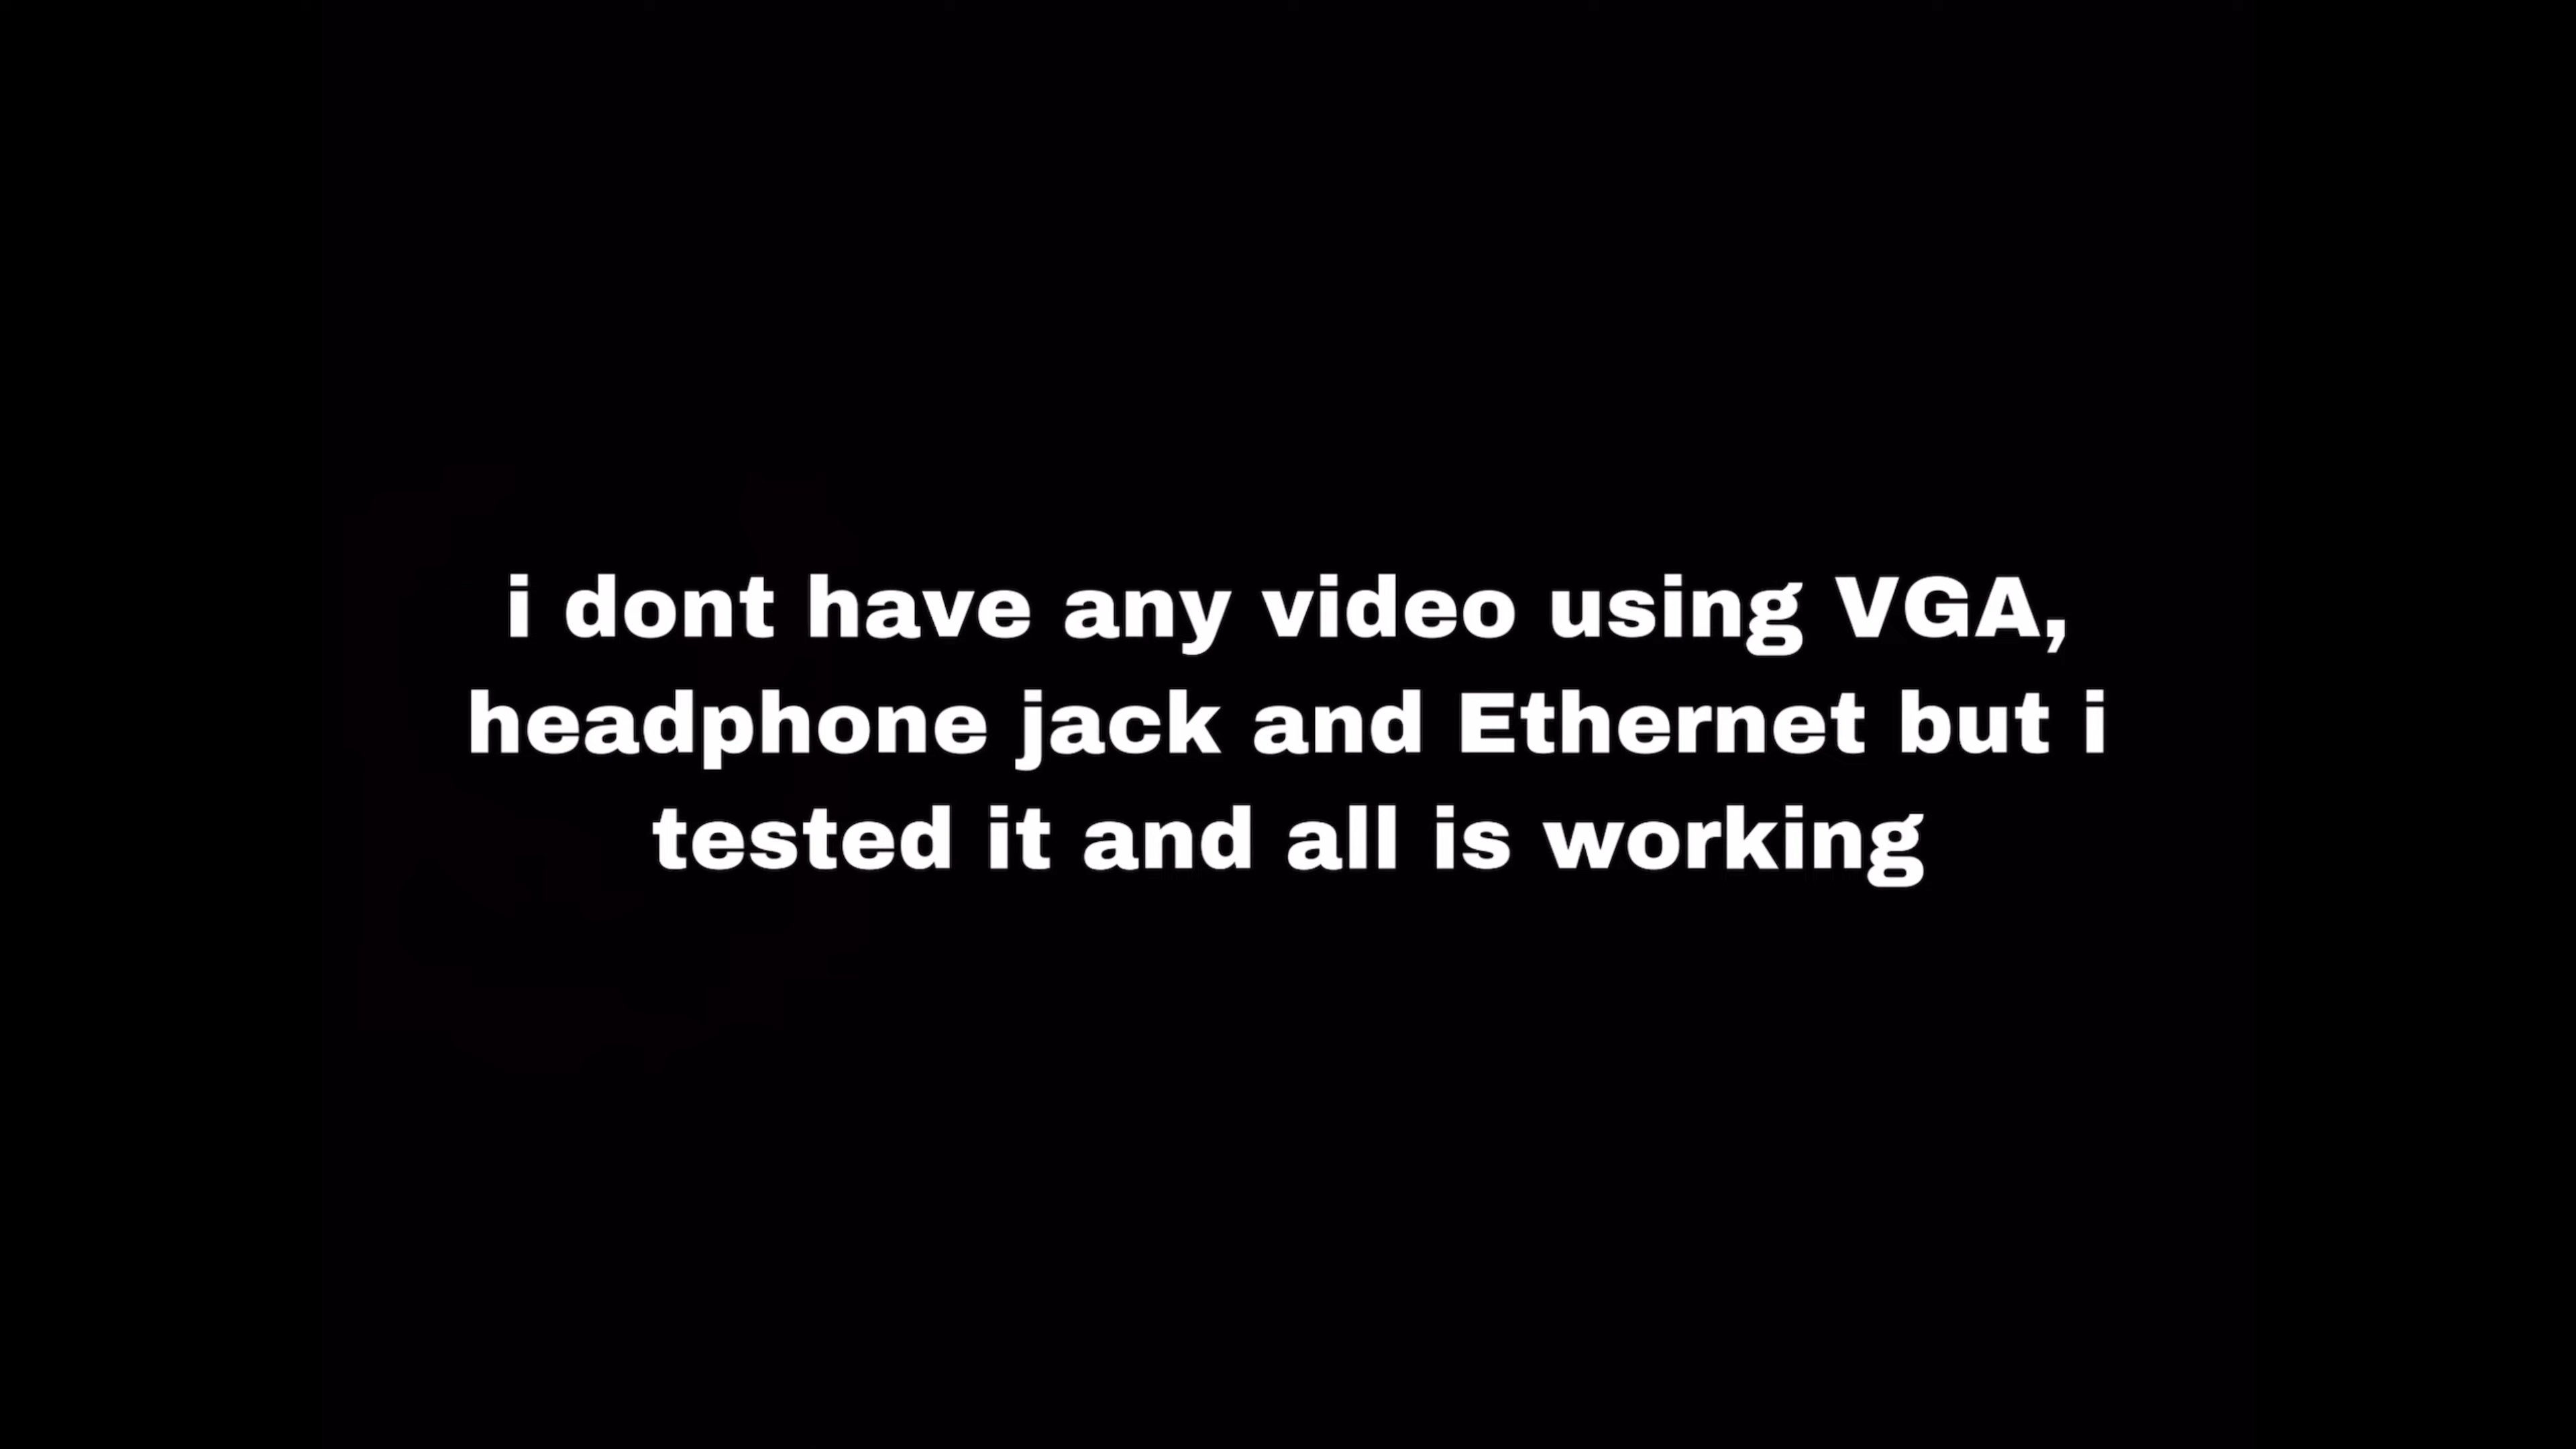 i dont have any video using VGA,
headphone jack and Ethernet but i
tested it and all is working